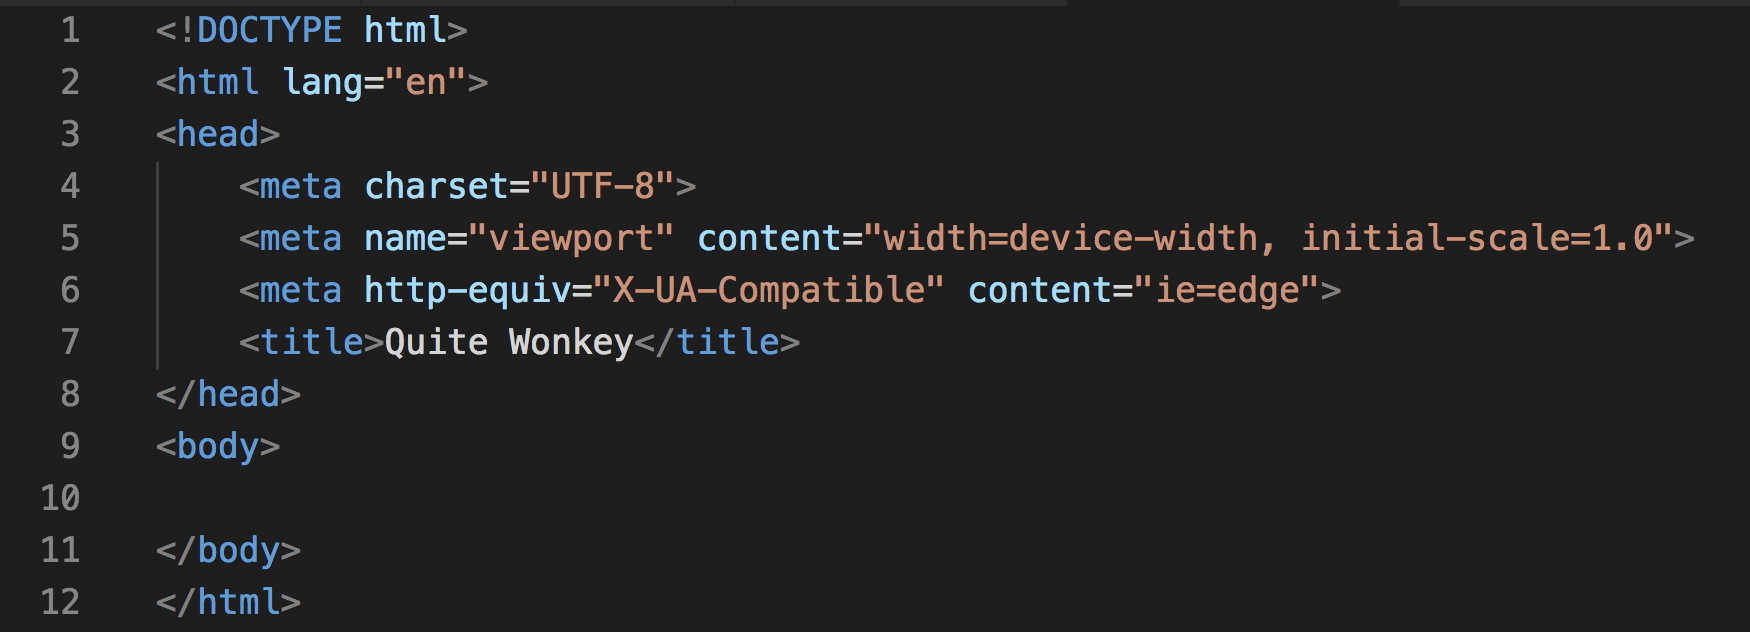 1 <!DOCTYPE html>
2 <html lang="en">
3 <head>
4 <meta charset="UTF-8">
5 <meta name="viewport" content="width=device-width, initial-scale=1.0">
6 <meta http-equiv="X-UA-Compatible" content="ie=edge">
7 <title>Quite Wonkey</title>
8 </head>
9 <body>
10
11 </body>
12 </html>